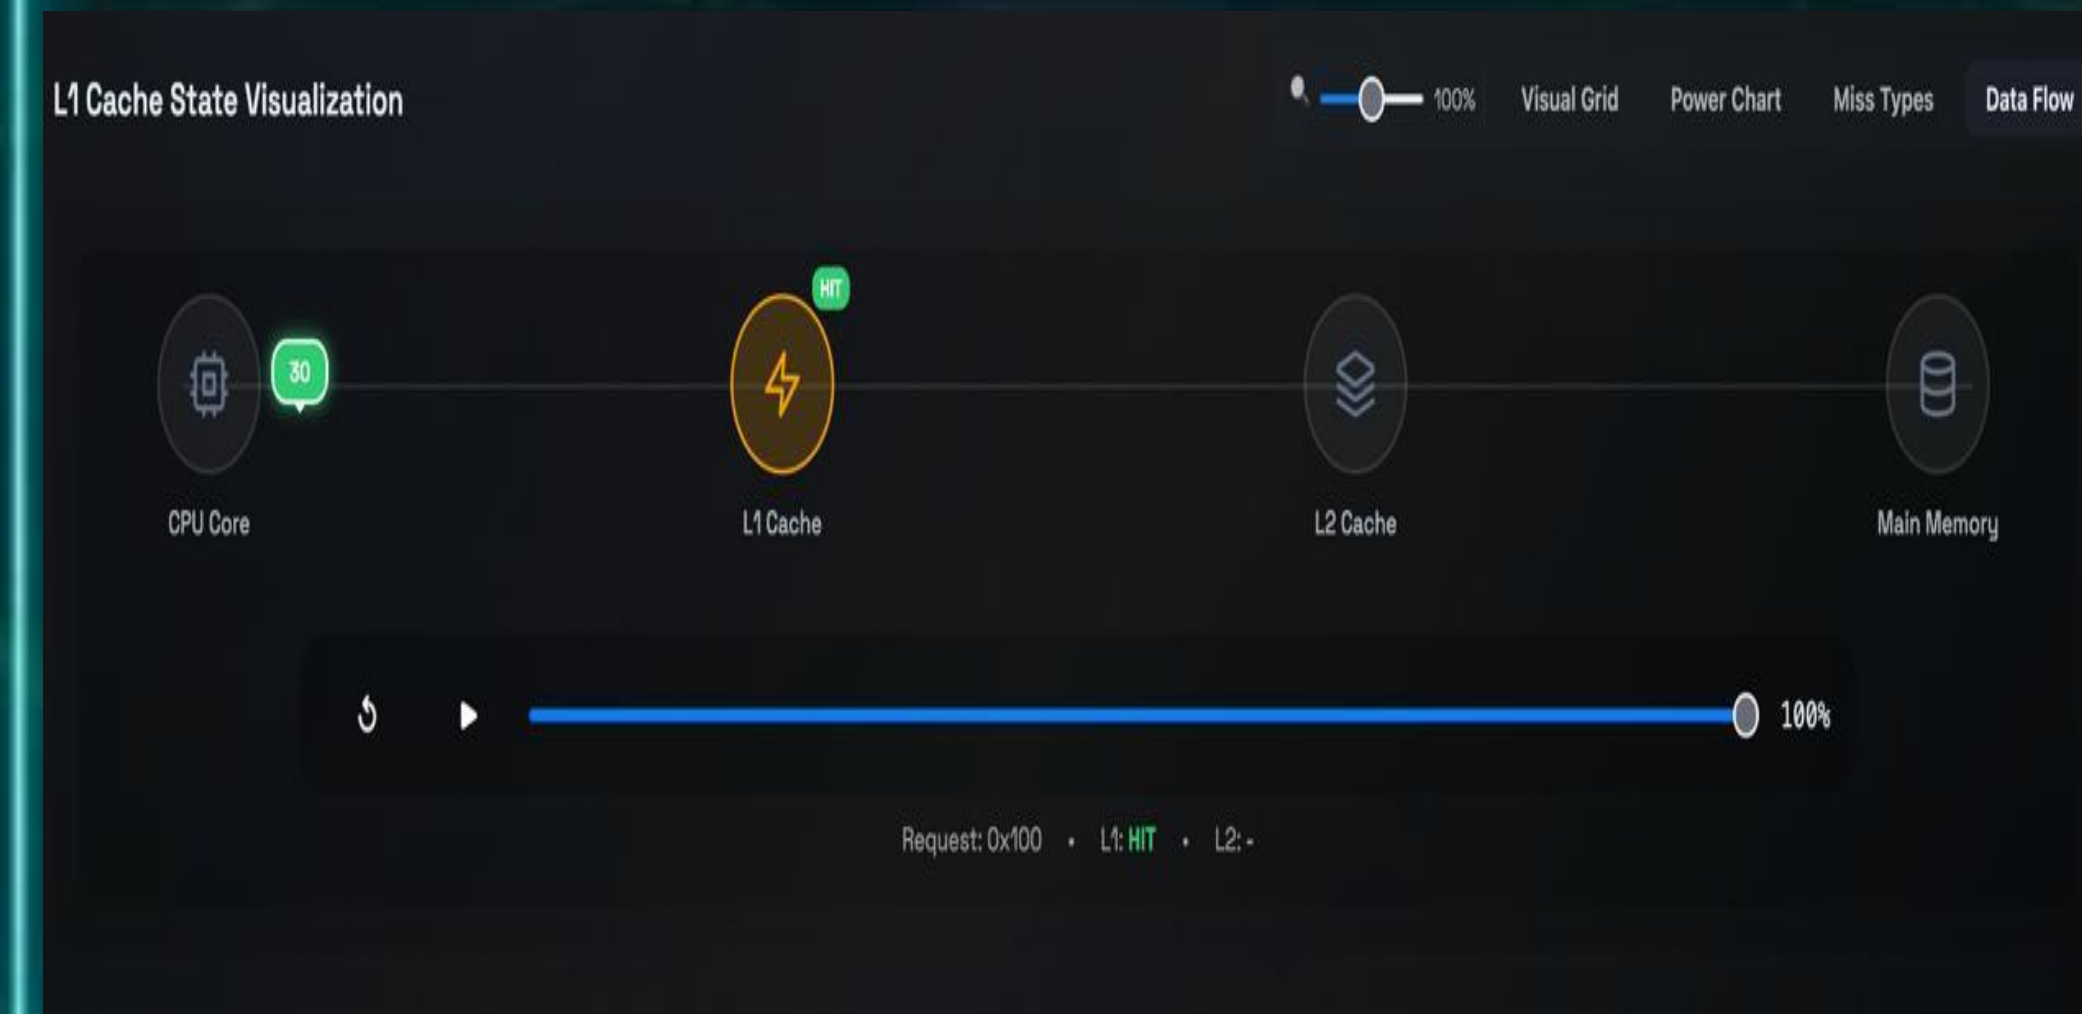 L1 Cache State Visualization
100% Visual Grid Power Chart Miss Types Data Flow
HIT
30
CPU Core L1 Cache L2 Cache Main Memory
100%
Request: 0x100 • L1: HIT • L2: -